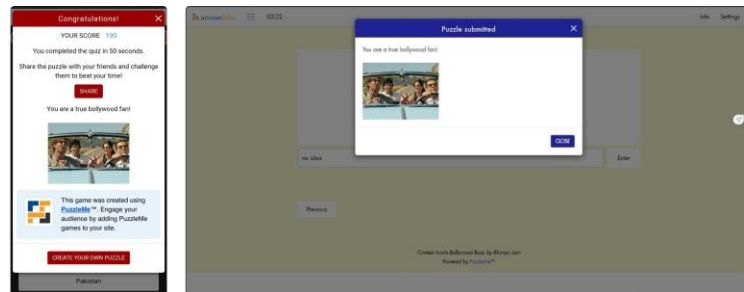 Congratulations!
YOUR SCORE 190
You completed the quiz in 50 seconds.
Share the puzzle with your friends and challenge
them to beat your time!
SHARE
You are a true bollywood fan!
This game was created using
PuzzleMe™. Engage your
audience by adding PuzzleMe
games to your site.
CREATE YOUR OWN PUZZLE
Pakistan
amuselabs
03:23
Info
Settings
Puzzle submitted
You are a true bollywood fan!
CLOSE
no idea
Enter
Previous
Powered by PuzzleMe™